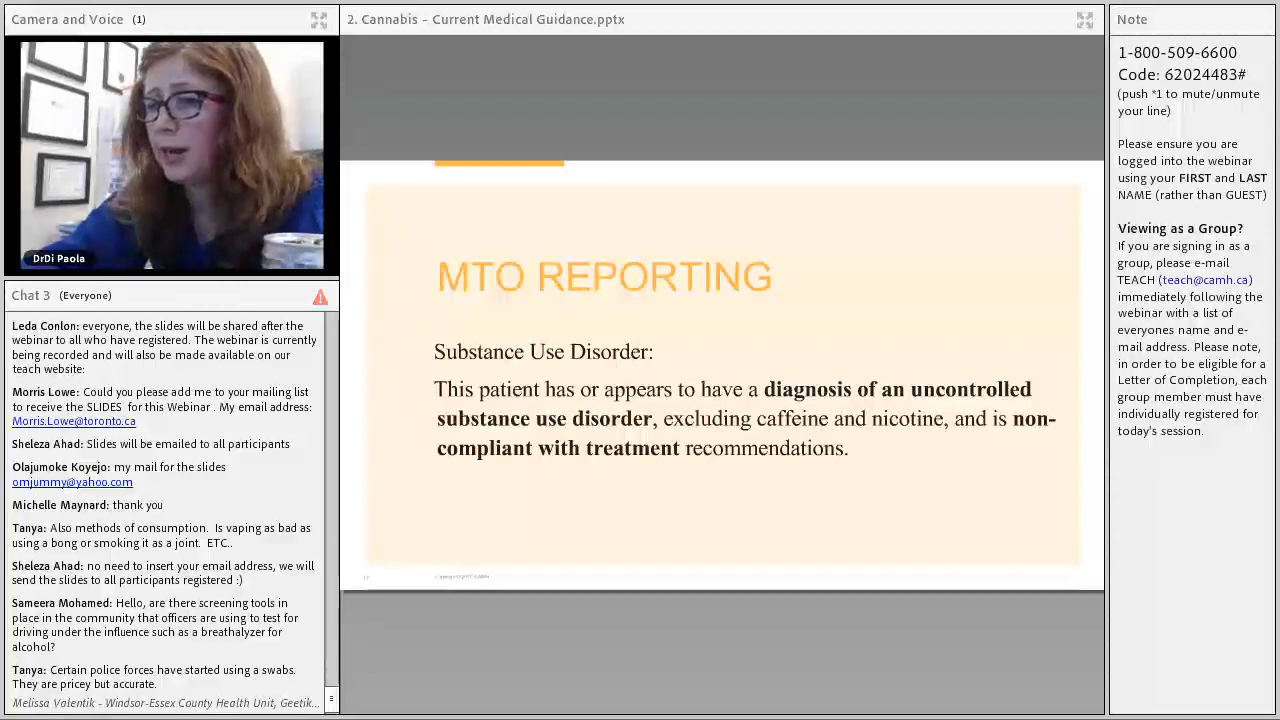 Camera and Voice (1)
DrDi Paola
Chat 3 (Everyone)
Leda Conlon: everyone, the slides will be shared after the
webinar to all who have registered. The webinar is currently
being recorded and will also be made available on our
teach website:
Morris Lowe: Could you please add me to your mailing list
to receive the SLIDES for this Webinar . My email address:
Morris.Lowe@toronto.ca
Sheleza Ahad: Slides will be emailed to all participants
Olajumoke Koyejo: my mail for the slides
omjummy@yahoo.com
Michelle Maynard: thank you
Tanya: Also methods of consumption. Is vaping as bad as
using a bong or smoking it as a joint. ETC..
Sheleza Ahad: no need to insert your email address, we will
send the slides to all participants registered :)
Sameera Mohamed: Hello, are there screening tools in
place in the community that officers are using to test for
driving under the influence such as a breathalyzer for
alcohol?
Tanya: Certain police forces have started using a swabs.
They are pricey but accurate.
Melissa Valentik - Windsor-Essex County Health Unit, Geetik...
2. Cannabis - Current Medical Guidance.pptx
MTO REPORTING
Substance Use Disorder:
This patient has or appears to have a diagnosis of an uncontrolled
substance use disorder, excluding caffeine and nicotine, and is non-
compliant with treatment recommendations.
Note
1-800-509-6600
Code: 62024483#
(push *1 to mute/unmute
your line)
Please ensure you are
logged into the webinar
using your FIRST and LAST
NAME (rather than GUEST)
Viewing as a Group?
If you are signing in as a
group, please e-mail
TEACH (teach@camh.ca)
immediately following the
webinar with a list of
everyones name and e-
mail address. Please note,
in order to be eligible for a
Letter of Completion, each
group member must have
individually registered for
today's session.